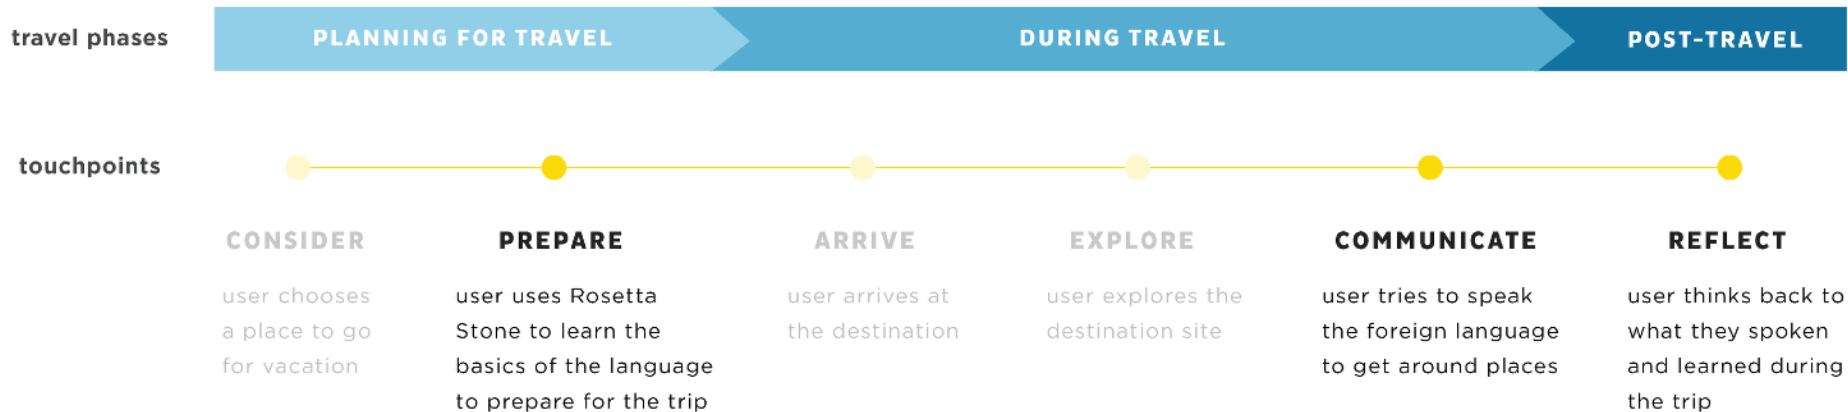 travel phases
PLANNING FOR TRAVEL
DURING TRAVEL
POST-TRAVEL
touchpoints
CONSIDER
user chooses
a place to go
for vacation
PREPARE
user uses Rosetta
Stone to learn the
basics of the language
to prepare for the trip
ARRIVE
user arrives at
the destination
EXPLORE
user explores the
destination site
COMMUNICATE
user tries to speak
the foreign language
to get around places
REFLECT
user thinks back to
what they spoken
and learned during
the trip